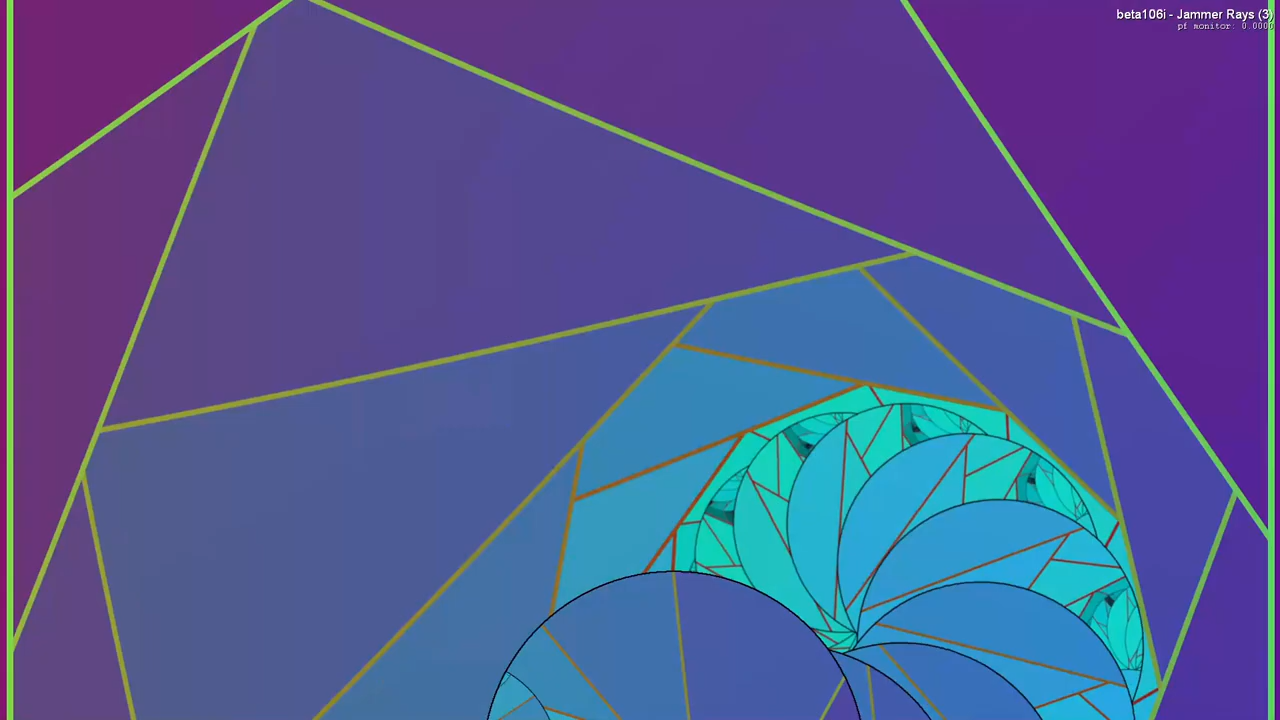 beta106i - Jammer Rays (3)
pf monitor: 0.0000